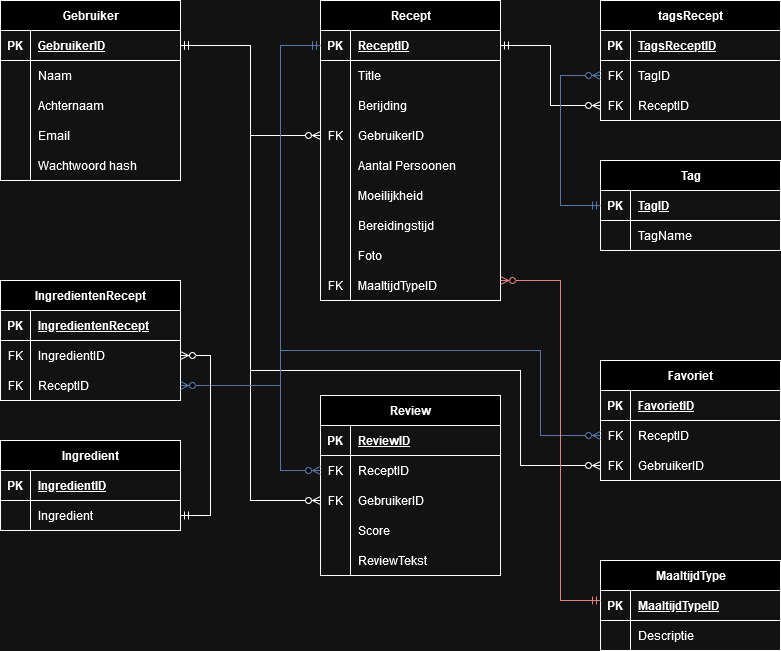 Gebruiker
PK GebruikerID
Naam
Achternaam
Email
Wachtwoord hash
Recept
PK ReceptID
Title
Berijding
FK GebruikerID
Aantal Persoonen
Moeilijkheid
Bereidingstijd
Foto
FK MaaltijdTypeID
tagsRecept
PK TagsReceptID
FK TagID
FK ReceptID
Tag
PK TagID
TagName
IngredientenRecept
PK IngredientenRecept
FK IngredientID
FK ReceptID
Ingredient
PK IngredientID
Ingredient
Review
PK ReviewID
FK ReceptID
FK GebruikerID
Score
ReviewTekst
Favoriet
PK FavorietID
FK ReceptID
FK GebruikerID
MaaltijdType
PK MaaltijdTypeID
Descriptie